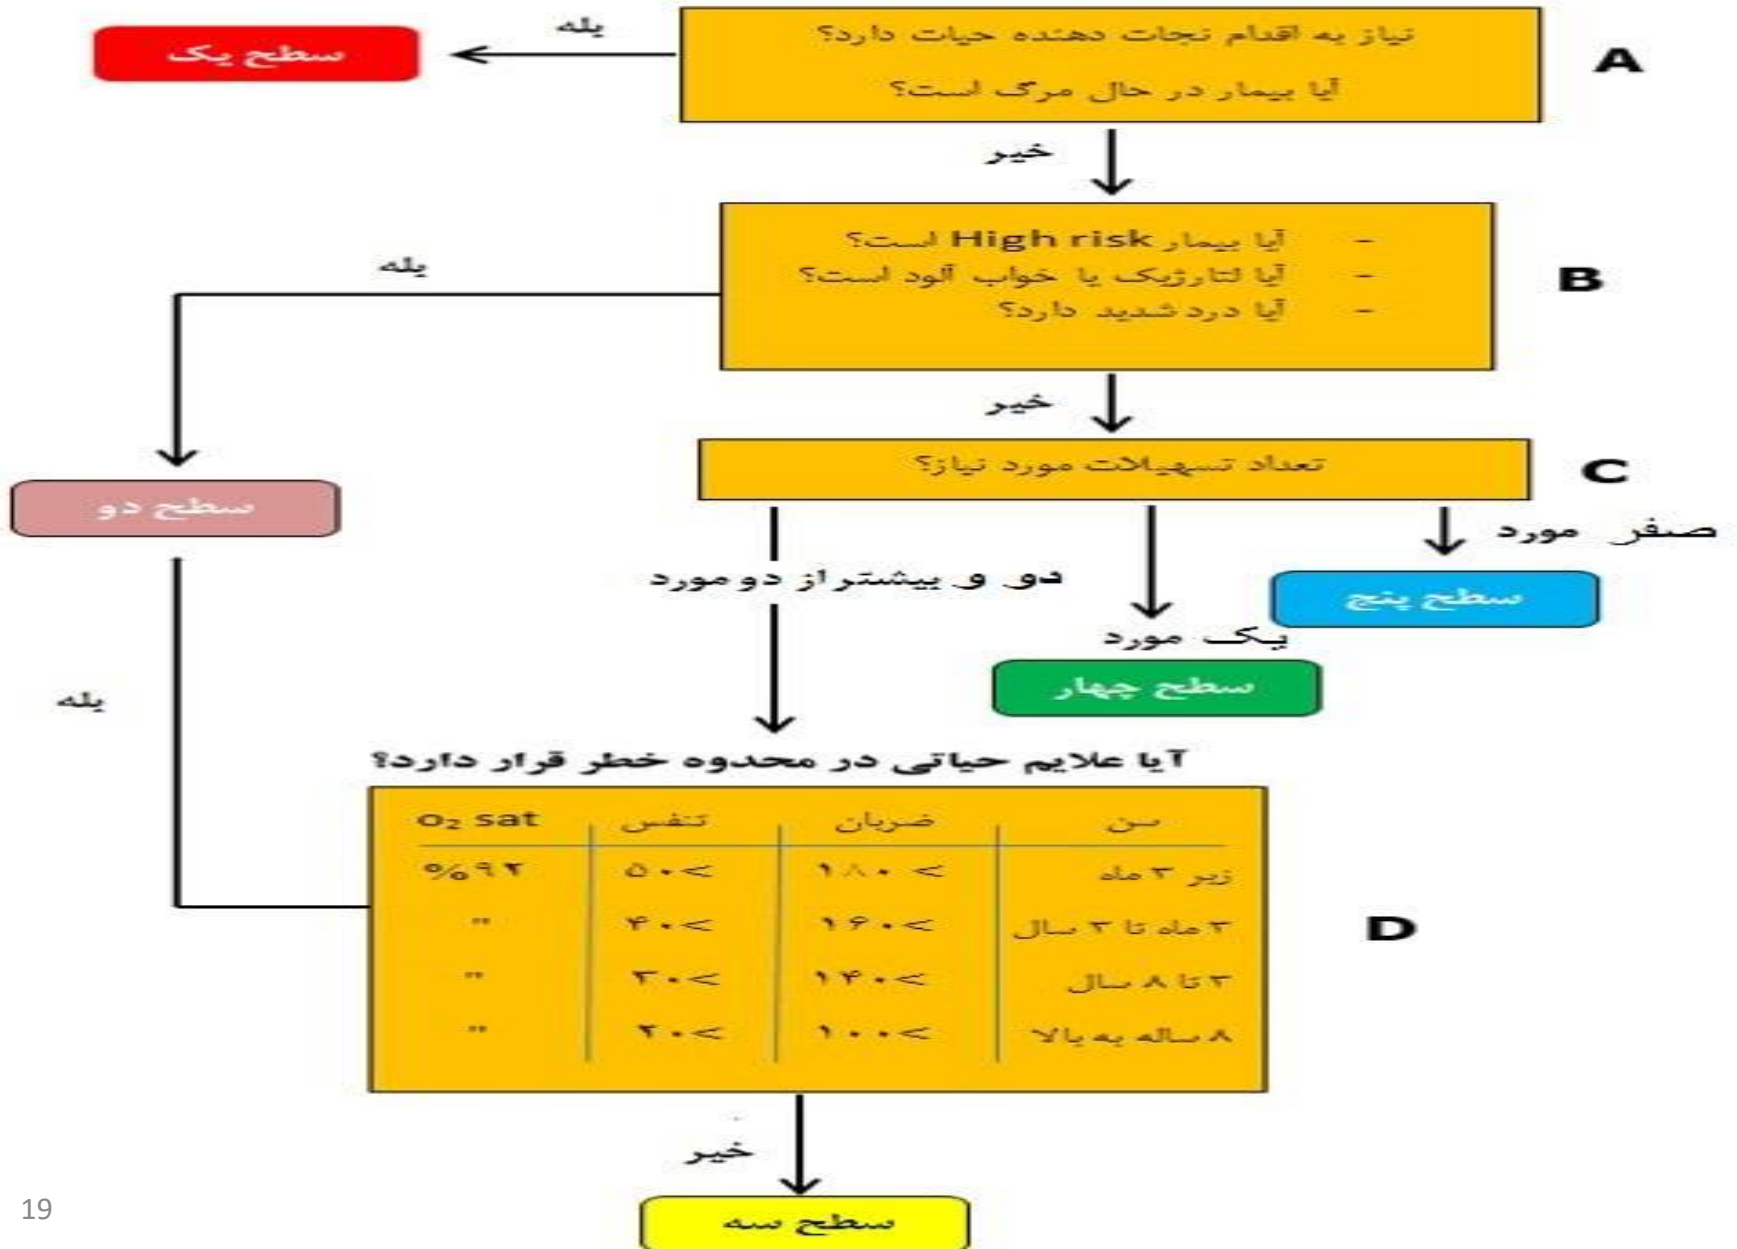 نیاز به اقدام نجات دهنده حیات دارد؟
آیا بیمار در حال مرگ است؟
A
بله
سطح یک
خیر
- آیا بیمار High risk است؟
- آیا لتارژیک یا خواب آلود است؟
- آیا درد شدید دارد؟
B
بله
سطح دو
خیر
تعداد تسهیلات مورد نیاز؟
C
صفر مورد
سطح پنج
یک مورد
سطح چهار
دو و بیشتر از دو مورد
بله
آیا علایم حیاتی در محدوه خطر قرار دارد؟
سن ضربان تنفس O₂ sat
زیر ۳ ماه ۱۸۰ < ۵۰< %۹۲
۳ ماه تا ۳ سال ۱۶۰< ۴۰< "
۳ تا ۸ سال ۱۴۰< ۳۰< "
۸ ساله به بالا ۱۰۰< ۲۰< "
D
خیر
سطح سه
19